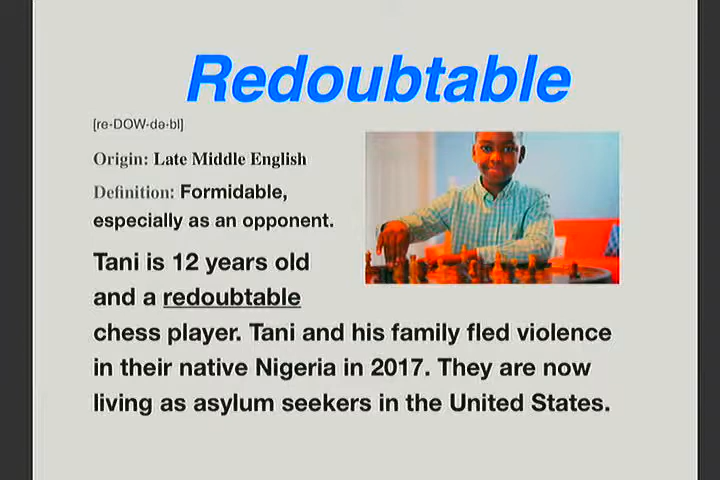 Redoubtable
[re-DOW-də-bl]
Origin: Late Middle English
Definition: Formidable,
especially as an opponent.
Tani is 12 years old
and a redoubtable
chess player. Tani and his family fled violence
in their native Nigeria in 2017. They are now
living as asylum seekers in the United States.